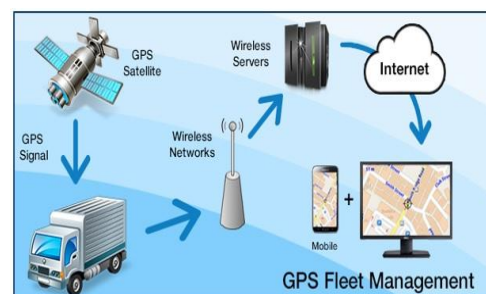 GPS
Satellite
GPS
Signal
Wireless
Networks
Wireless
Servers
Internet
Mobile
+
GPS Fleet Management